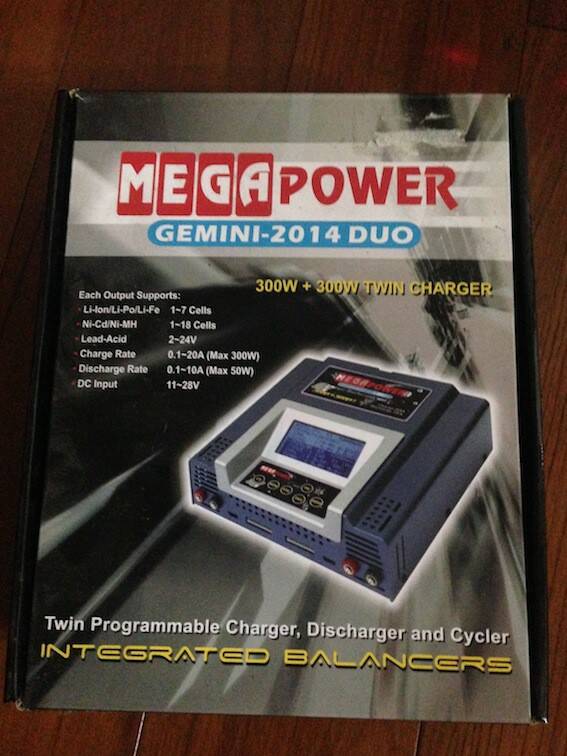 MEGAPOWER
GEMINI-2014 DUO
300W + 300W TWIN CHARGER
Each Output Supports:
Li-Ion/Li-Po/Li-Fe 1~7 Cells
Ni-Cd/Ni-MH 1~18 Cells
Lead-Acid 2~24V
Charge Rate 0.1~20A (Max 300W)
Discharge Rate 0.1~10A (Max 50W)
DC Input 11~28V
MEGAPOWER
Twin Programmable Charger, Discharger and Cycler
INTEGRATED BALANCERS